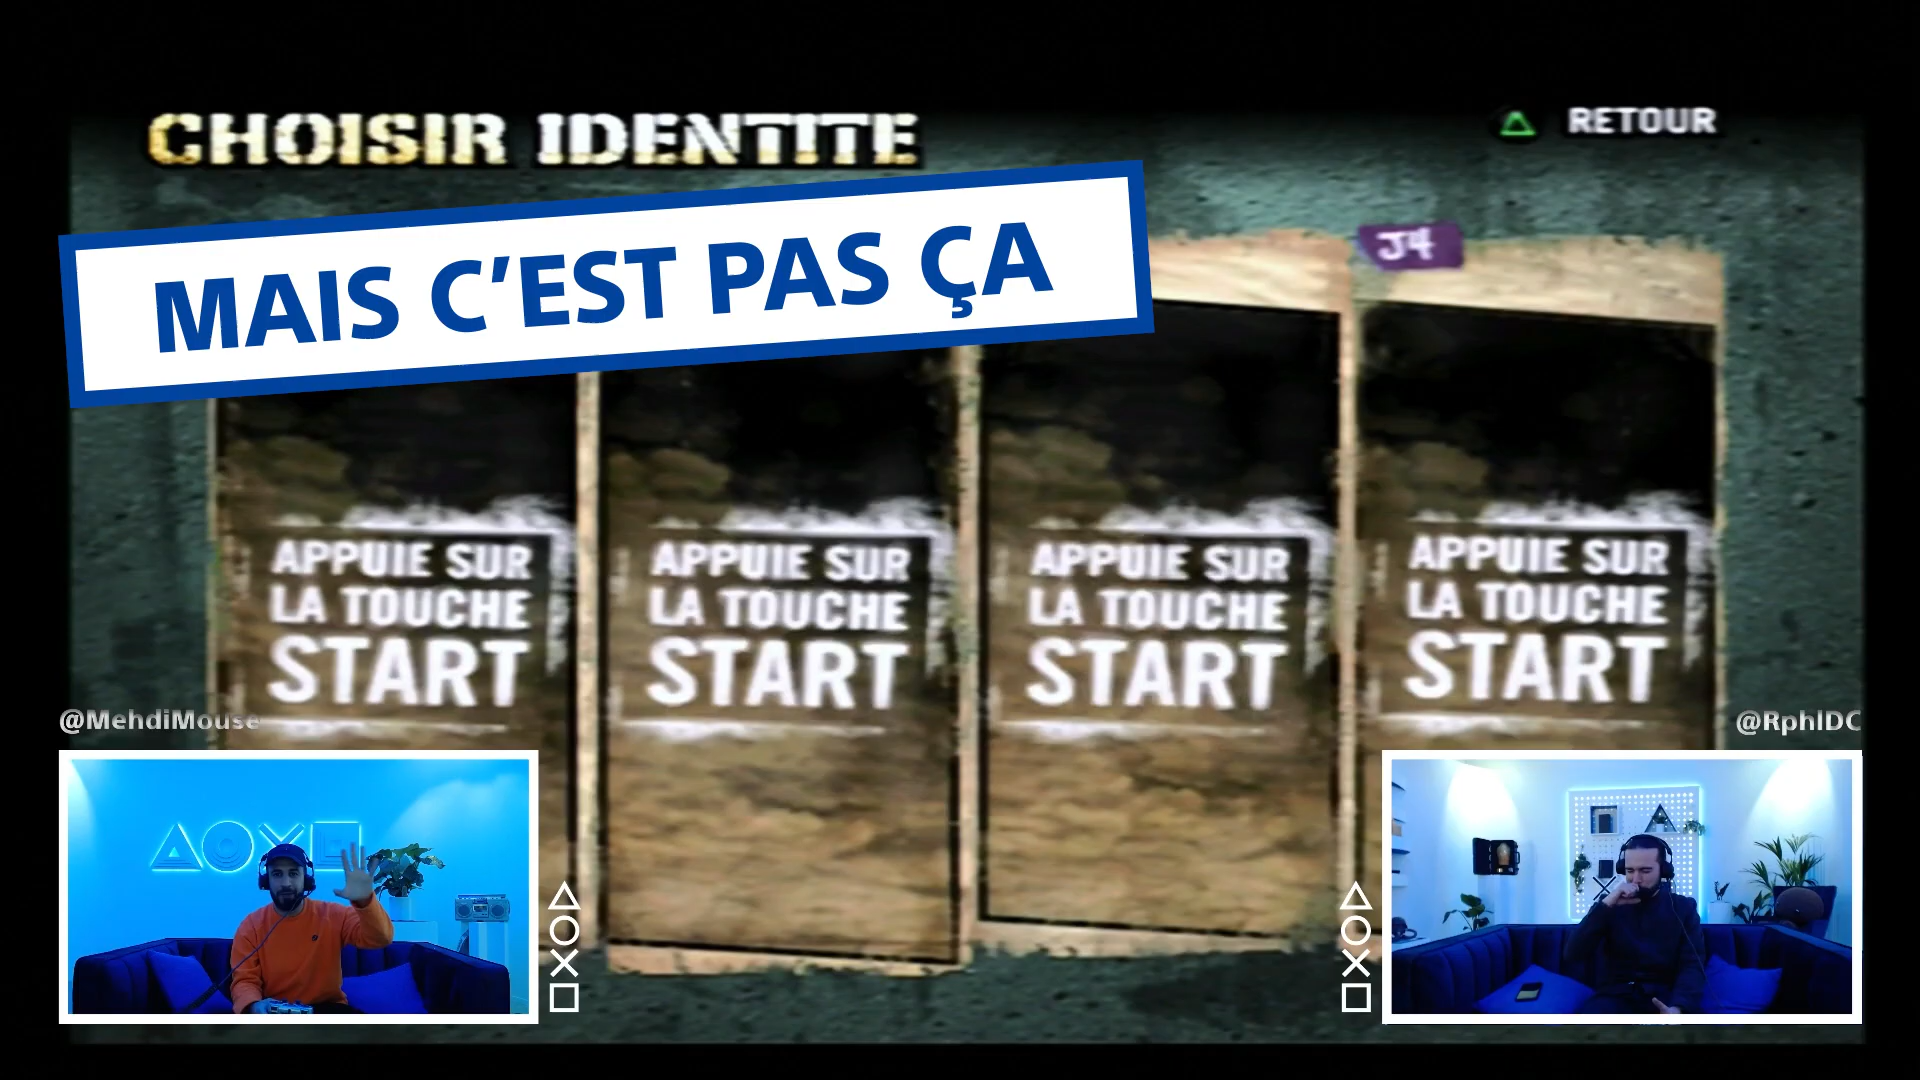 CHOISIR IDENTITE
RETOUR
MAIS C'EST PAS ÇA
J4
APPUIE SUR
LA TOUCHE
START
APPUIE SUR
LA TOUCHE
START
APPUIE SUR
LA TOUCHE
START
APPUIE SUR
LA TOUCHE
START
@MehdiMouse
@RphlDC